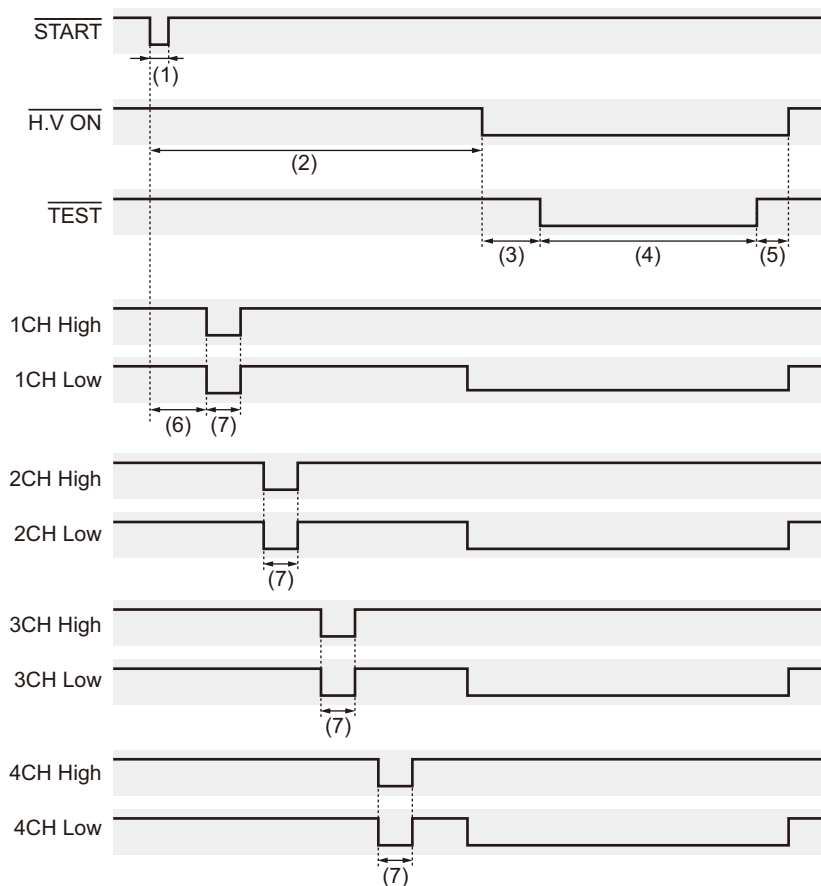 START
(1)
H.V ON
(2)
TEST
(3) (4) (5)
1CH High
1CH Low
(6) (7)
2CH High
2CH Low
(7)
3CH High
3CH Low
(7)
4CH High
4CH Low
(7)